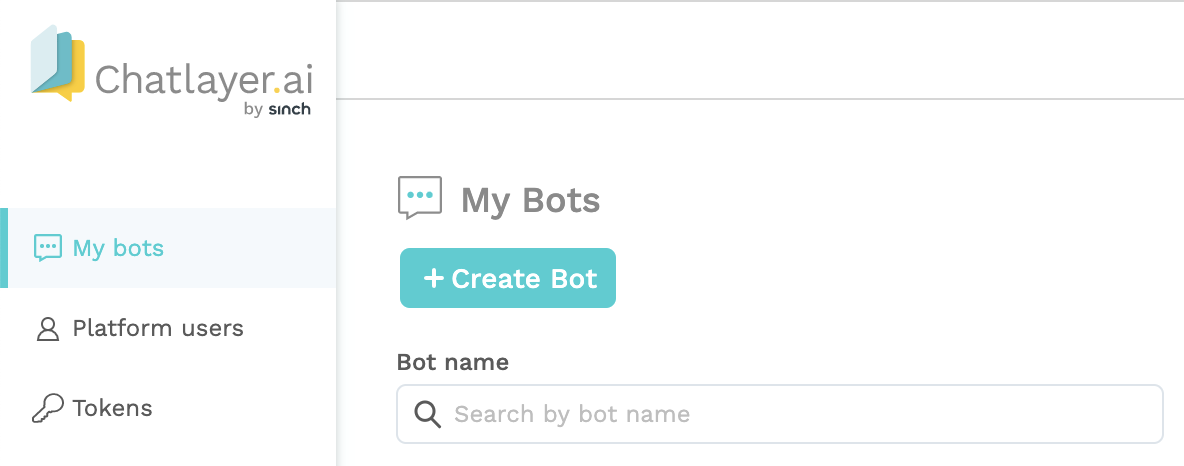 Chatlayer.ai
by sinch
My bots
Platform users
Tokens
My Bots
+ Create Bot
Bot name
Search by bot name